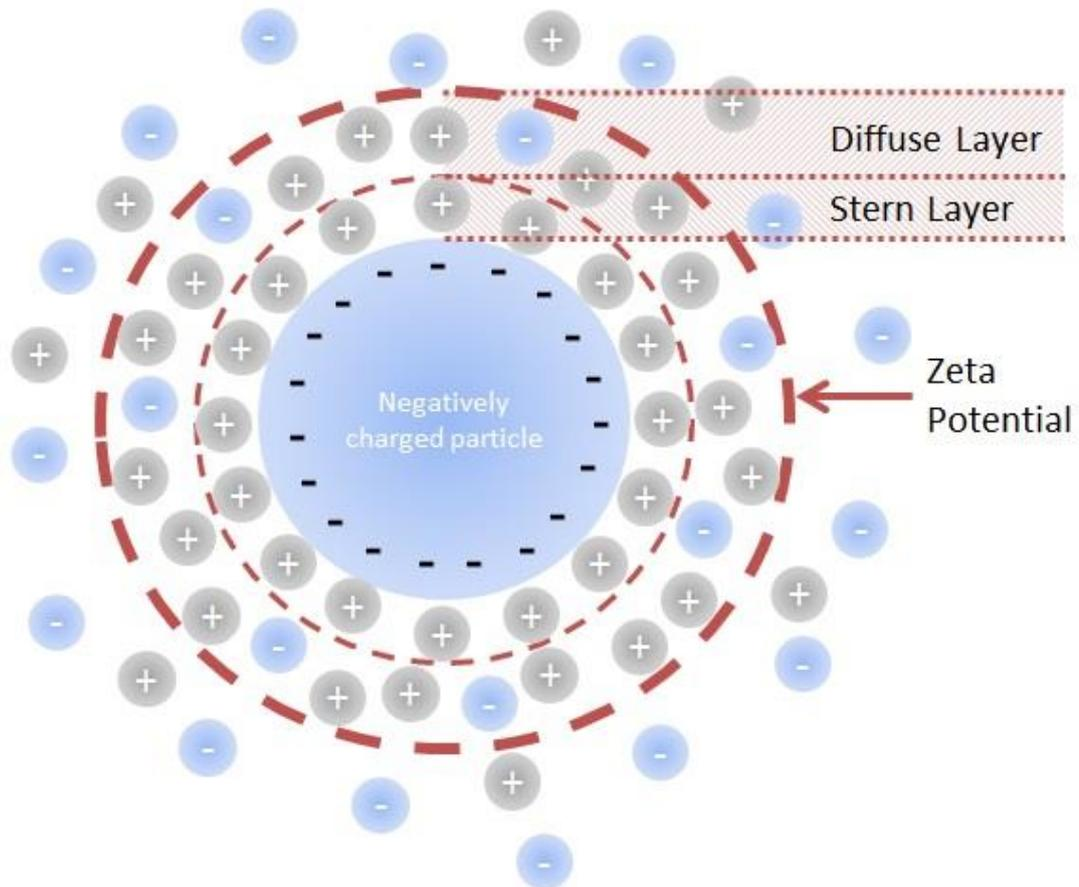 Diffuse Layer
Stern Layer
Zeta
Potential
Negatively
charged particle